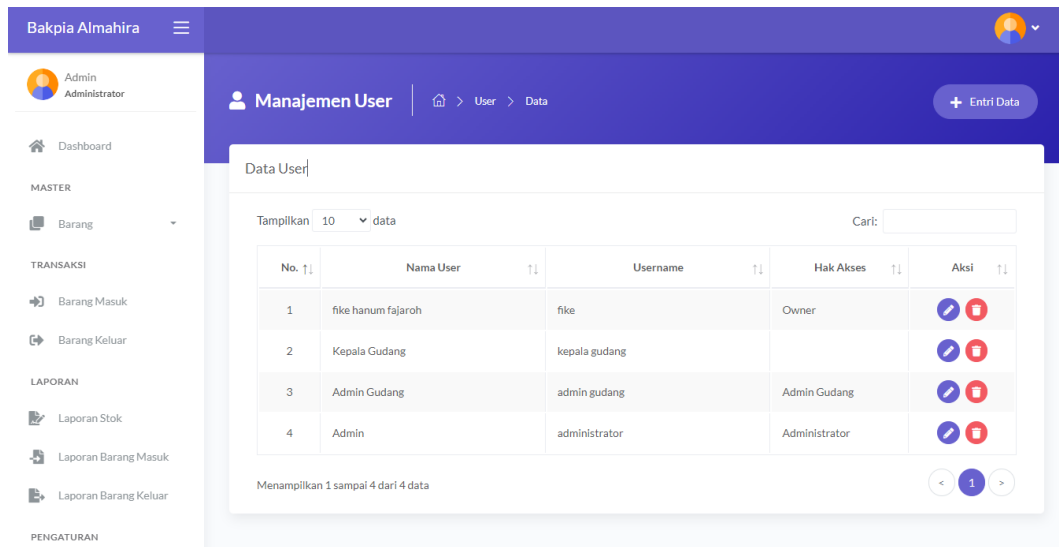 Bakpia Almahira
Admin
Administrator
Dashboard
MASTER
Barang
TRANSAKSI
Barang Masuk
Barang Keluar
LAPORAN
Laporan Stok
Laporan Barang Masuk
Laporan Barang Keluar
PENGATURAN
Manajemen User > User > Data
+ Entri Data
Data User
Tampilkan 10 data Cari:
No. Nama User Username Hak Akses Aksi
1 fike hanum fajaroh fike Owner
2 Kepala Gudang kepala gudang
3 Admin Gudang admin gudang Admin Gudang
4 Admin administrator Administrator
Menampilkan 1 sampai 4 dari 4 data < 1 >